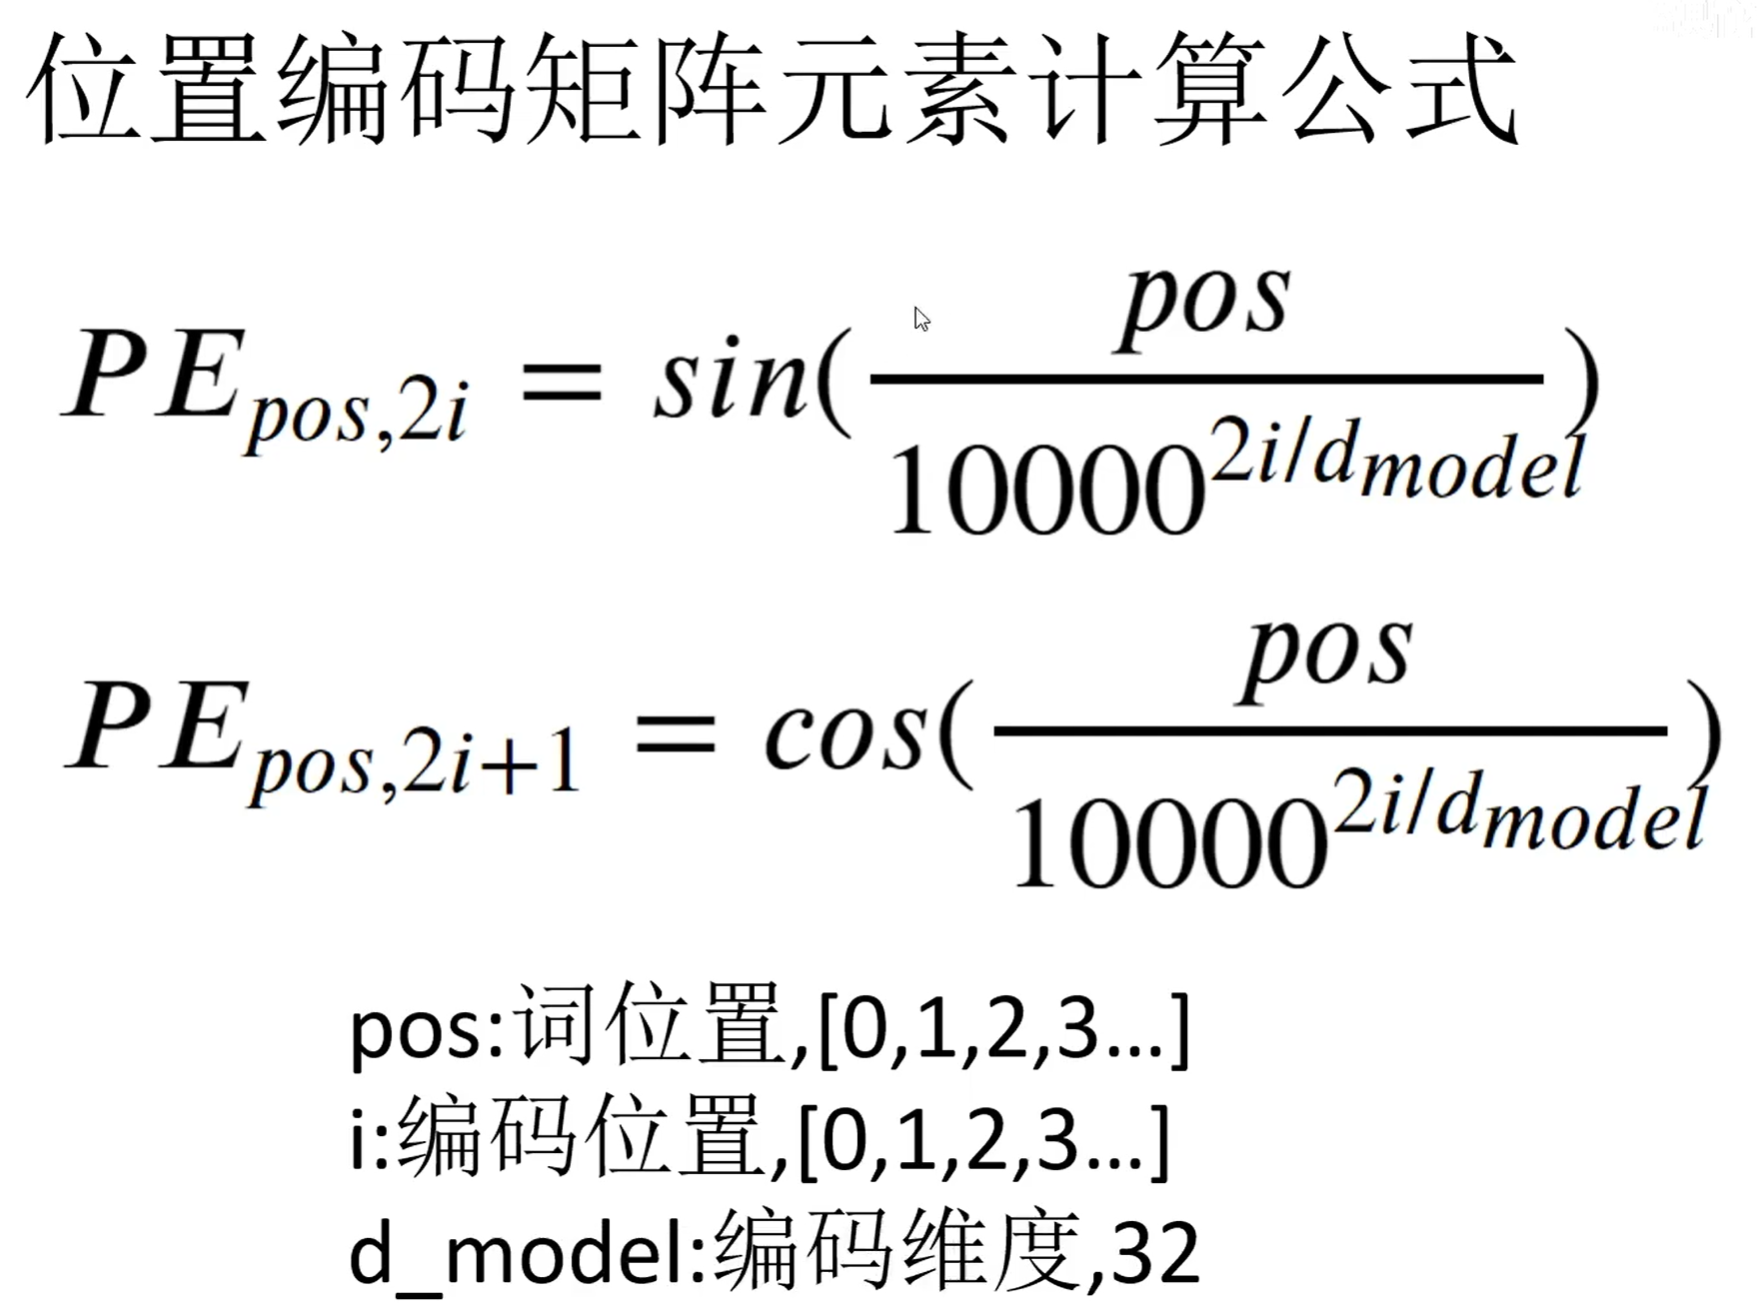 位置编码矩阵元素计算公式
PE_{pos,2i} = sin(\frac{pos}{10000^{2i/d_{model}}})
PE_{pos,2i+1} = cos(\frac{pos}{10000^{2i/d_{model}}})
pos:词位置,[0,1,2,3...]
i:编码位置,[0,1,2,3...]
d_model:编码维度,32